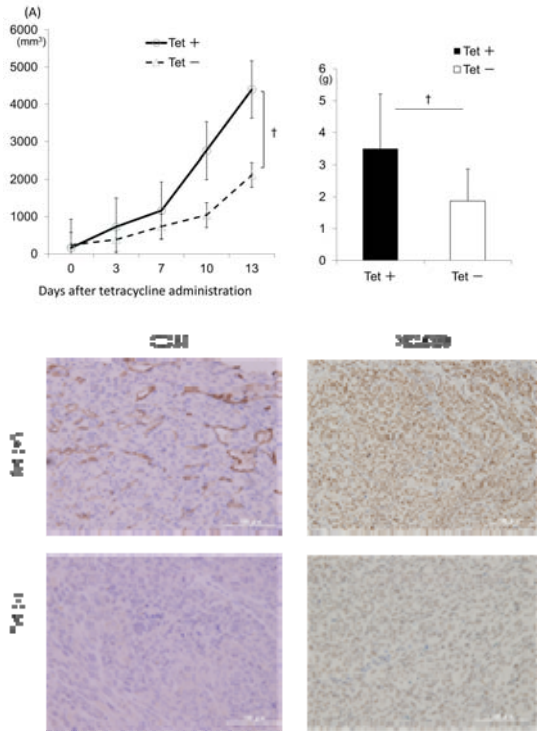 (A)
6000
(mm³)
5000
4000
3000
2000
1000
0
0 3 7 10 13
Days after tetracycline administration
Tet +
Tet −
†
Tet +
Tet −
(g)
6
5
4
3
2
1
0
†
Tet + Tet −